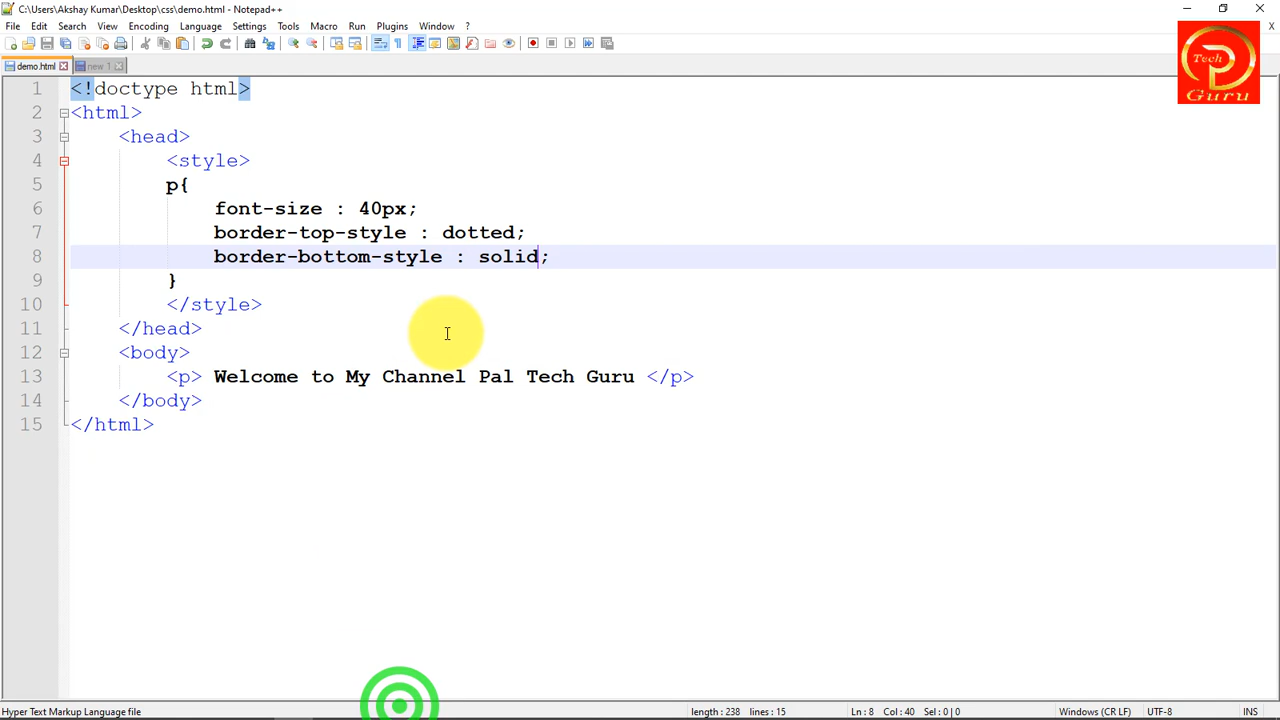 C:\Users\Akshay Kumar\Desktop\css\demo.html - Notepad++
File Edit Search View Encoding Language Settings Tools Macro Run Plugins Window ? X
demo.html new 1
Tech
Guru
1 <!doctype html>
2 <html>
3 <head>
4 <style>
5 p{
6 font-size : 40px;
7 border-top-style : dotted;
8 border-bottom-style : solid;
9 }
10 </style>
11 </head>
12 <body>
13 <p> Welcome to My Channel Pal Tech Guru </p>
14 </body>
15 </html>
Hyper Text Markup Language file length : 238 lines : 15 Ln : 8 Col : 40 Sel : 0 | 0 Windows (CR LF) UTF-8 INS